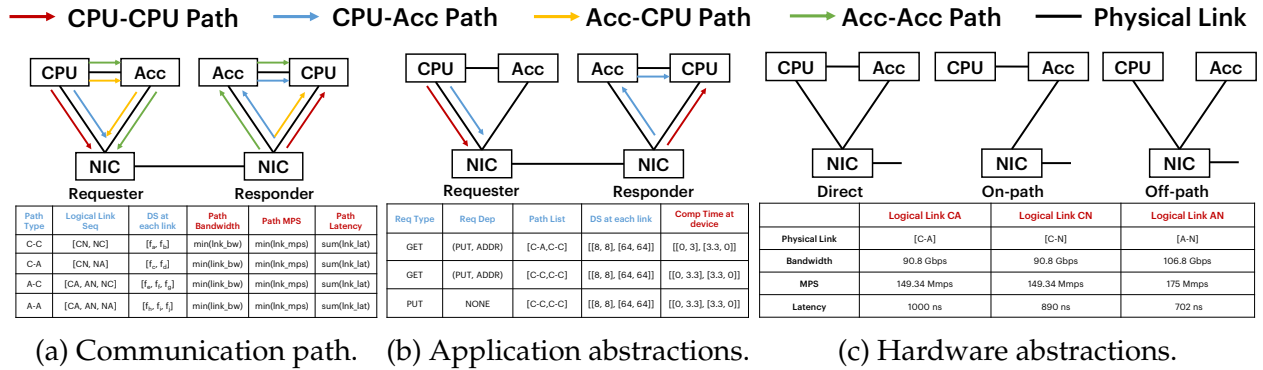 CPU-CPU Path CPU-Acc Path Acc-CPU Path Acc-Acc Path Physical Link
CPU Acc Acc CPU
NIC NIC
Requester Responder
Path Type Logical Link Seq DS at each link Path Bandwidth Path MPS Path Latency
C-C [CN, NC] [fₐ, f_b] min(lnk_bw) min(lnk_mps) sum(lnk_lat)
C-A [CN, NA] [f_c, f_d] min(link_bw) min(lnk_mps) sum(lnk_lat)
A-C [CA, AN, NC] [fₑ, f_f, f_g] min(link_bw) min(lnk_mps) sum(lnk_lat)
A-A [CA, AN, NA] [fₕ, fᵢ, fⱼ] min(link_bw) min(lnk_mps) sum(lnk_lat)
(a) Communication path.
CPU Acc Acc CPU
NIC NIC
Requester Responder
Req Type Req Dep Path List DS at each link Comp Time at device
GET (PUT, ADDR) [C-A,C-C] [[8, 8], [64, 64]] [[0, 3], [3.3, 0]]
GET (PUT, ADDR) [C-C,C-C] [[8, 8], [64, 64]] [[0, 3.3], [3.3, 0]]
PUT NONE [C-C,C-C] [[8, 8], [64, 64]] [[0, 3.3], [3.3, 0]]
(b) Application abstractions.
CPU Acc CPU Acc CPU Acc
NIC NIC NIC
Direct On-path Off-path
Logical Link CA Logical Link CN Logical Link AN
Physical Link [C-A] [C-N] [A-N]
Bandwidth 90.8 Gbps 90.8 Gbps 106.8 Gbps
MPS 149.34 Mmps 149.34 Mmps 175 Mmps
Latency 1000 ns 890 ns 702 ns
(c) Hardware abstractions.